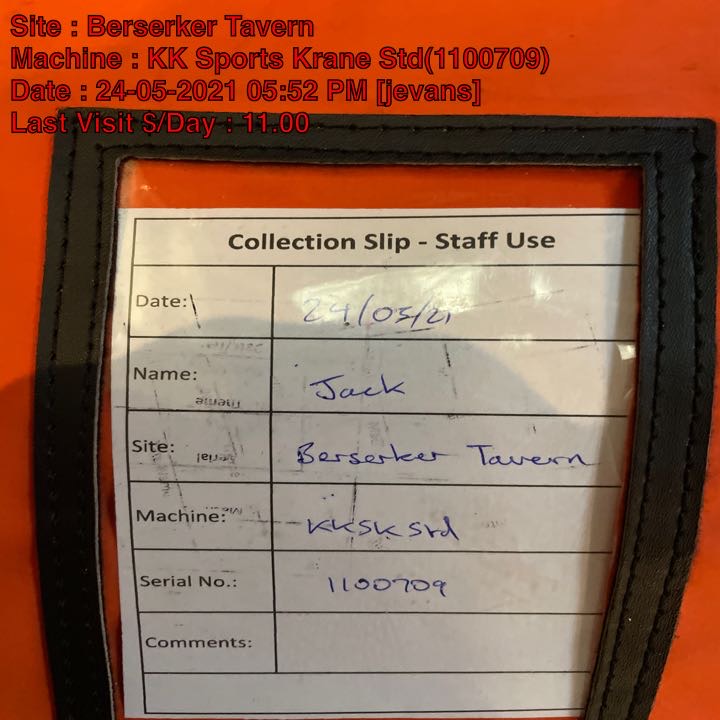 Site : Berserker Tavern
Machine : KK Sports Krane Std(1100709)
Date : 24-05-2021 05:52 PM [jevans]
Last Visit $/Day : 11.00
Collection Slip - Staff Use
Date: 24/05/21
Name: Jack
Site: Berserker Tavern
Machine: KKSK Std
Serial No.: 1100709
Comments: